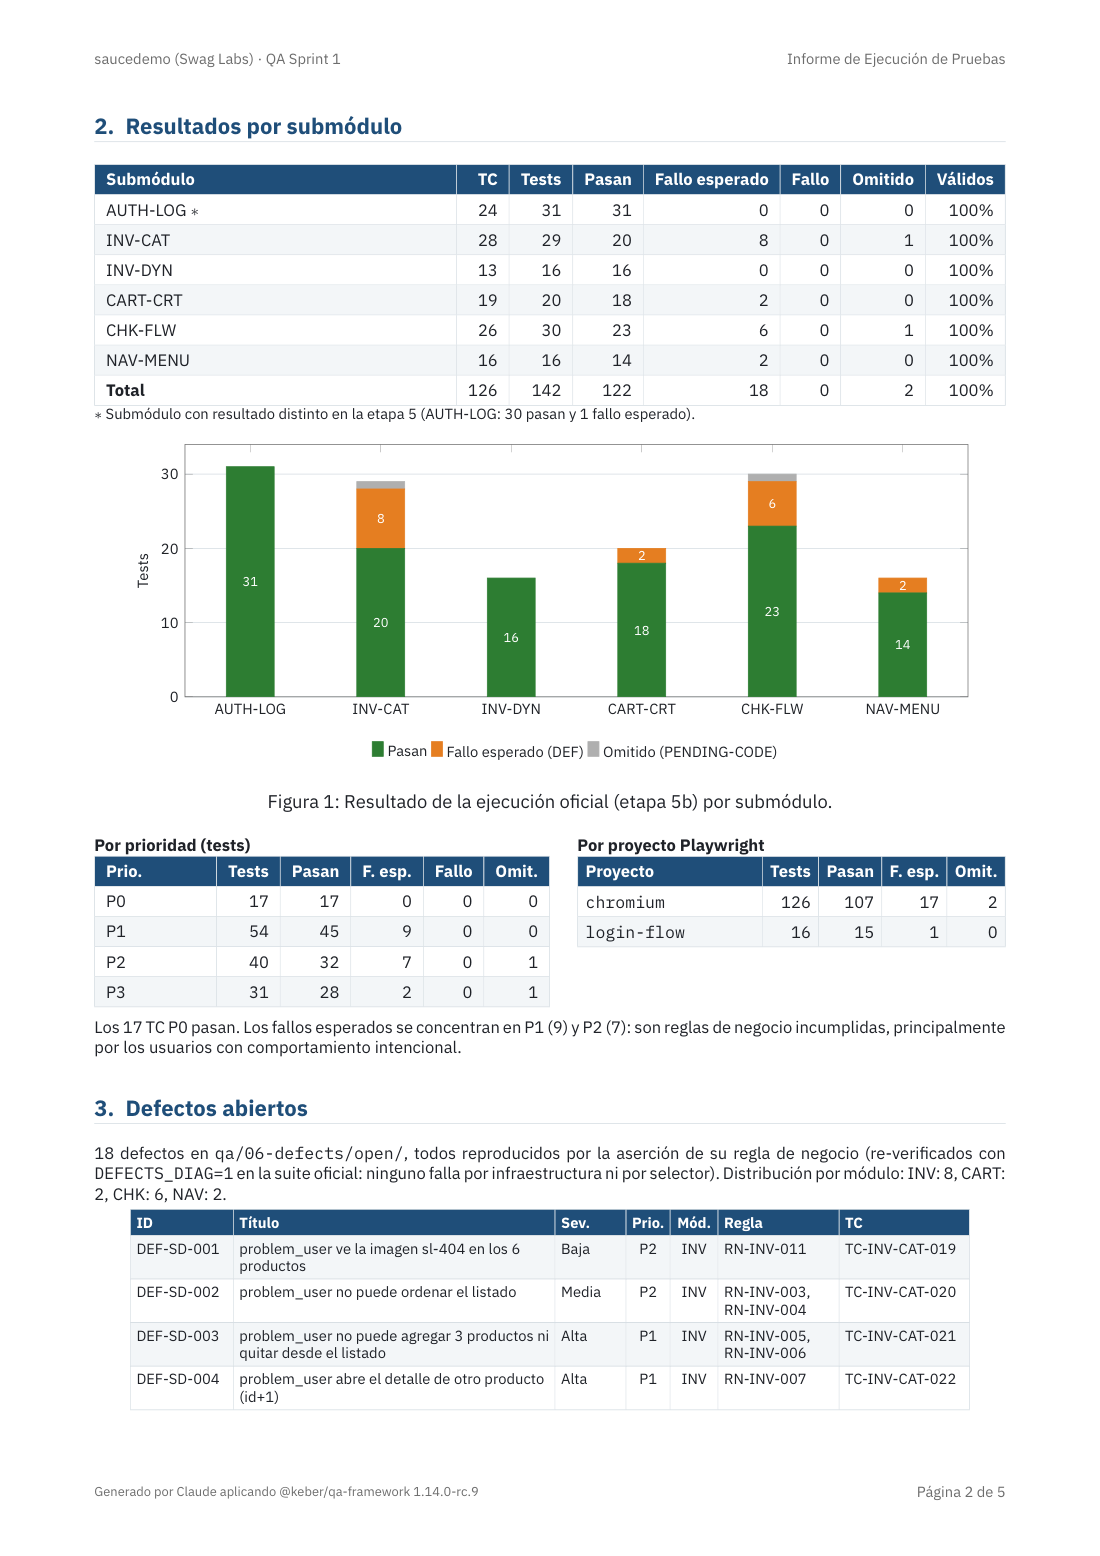 saucedemo (Swag Labs) · QA Sprint 1
Informe de Ejecución de Pruebas
2. Resultados por submódulo
Submódulo TC Tests Pasan Fallo esperado Fallo Omitido Válidos
AUTH-LOG * 24 31 31 0 0 0 100%
INV-CAT 28 29 20 8 0 1 100%
INV-DYN 13 16 16 0 0 0 100%
CART-CRT 19 20 18 2 0 0 100%
CHK-FLW 26 30 23 6 0 1 100%
NAV-MENU 16 16 14 2 0 0 100%
Total 126 142 122 18 0 2 100%
* Submódulo con resultado distinto en la etapa 5 (AUTH-LOG: 30 pasan y 1 fallo esperado).
Tests
30
20
10
0
31
8
20
16
2
18
6
23
2
14
AUTH-LOG INV-CAT INV-DYN CART-CRT CHK-FLW NAV-MENU
Pasan Fallo esperado (DEF) Omitido (PENDING-CODE)
Figura 1: Resultado de la ejecución oficial (etapa 5b) por submódulo.
Por prioridad (tests)
Prio. Tests Pasan F. esp. Fallo Omit.
P0 17 17 0 0 0
P1 54 45 9 0 0
P2 40 32 7 0 1
P3 31 28 2 0 1
Por proyecto Playwright
Proyecto Tests Pasan F. esp. Omit.
chromium 126 107 17 2
login-flow 16 15 1 0
Los 17 TC P0 pasan. Los fallos esperados se concentran en P1 (9) y P2 (7): son reglas de negocio incumplidas, principalmente
por los usuarios con comportamiento intencional.
3. Defectos abiertos
18 defectos en qa/06-defects/open/, todos reproducidos por la aserción de su regla de negocio (re-verificados con
DEFECTS_DIAG=1 en la suite oficial: ninguno falla por infraestructura ni por selector). Distribución por módulo: INV: 8, CART:
2, CHK: 6, NAV: 2.
ID Título Sev. Prio. Mód. Regla TC
DEF-SD-001 problem_user ve la imagen sl-404 en los 6 Baja P2 INV RN-INV-011 TC-INV-CAT-019
productos
DEF-SD-002 problem_user no puede ordenar el listado Media P2 INV RN-INV-003, TC-INV-CAT-020
RN-INV-004
DEF-SD-003 problem_user no puede agregar 3 productos ni Alta P1 INV RN-INV-005, TC-INV-CAT-021
quitar desde el listado RN-INV-006
DEF-SD-004 problem_user abre el detalle de otro producto Alta P1 INV RN-INV-007 TC-INV-CAT-022
(id+1)
Generado por Claude aplicando @keber/qa-framework 1.14.0-rc.9
Página 2 de 5